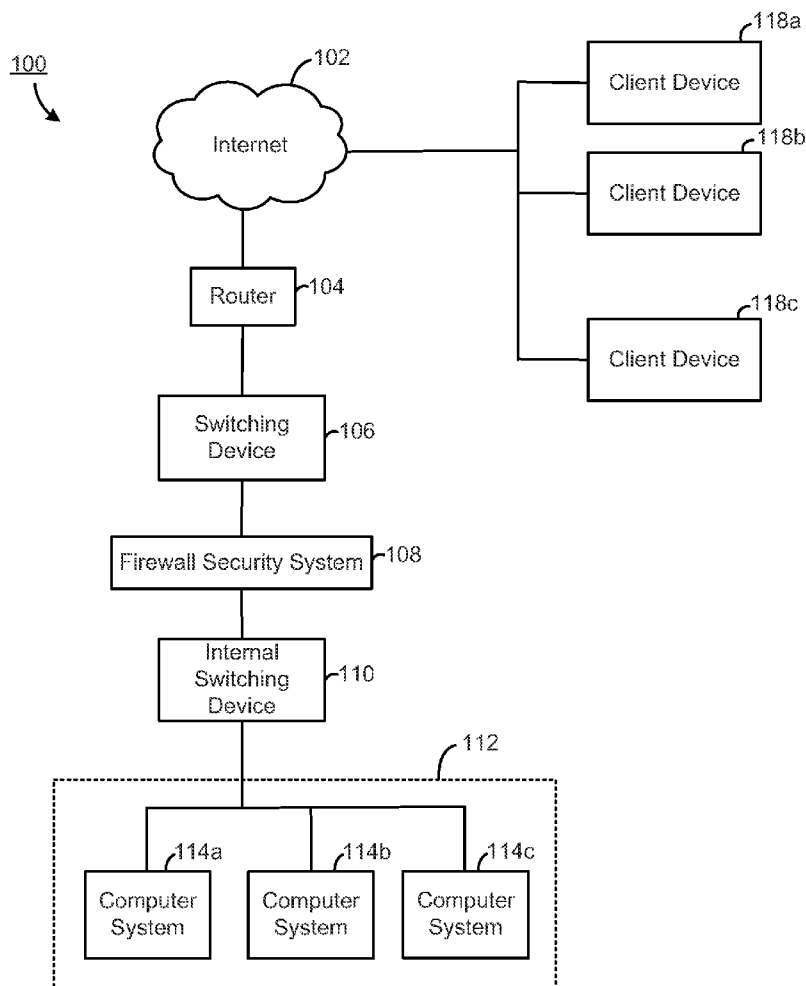 100
102
Internet
118a
Client Device
118b
Client Device
118c
Client Device
Router
104
Switching
Device
106
Firewall Security System
108
Internal
Switching
Device
110
112
114a
Computer
System
114b
Computer
System
114c
Computer
System